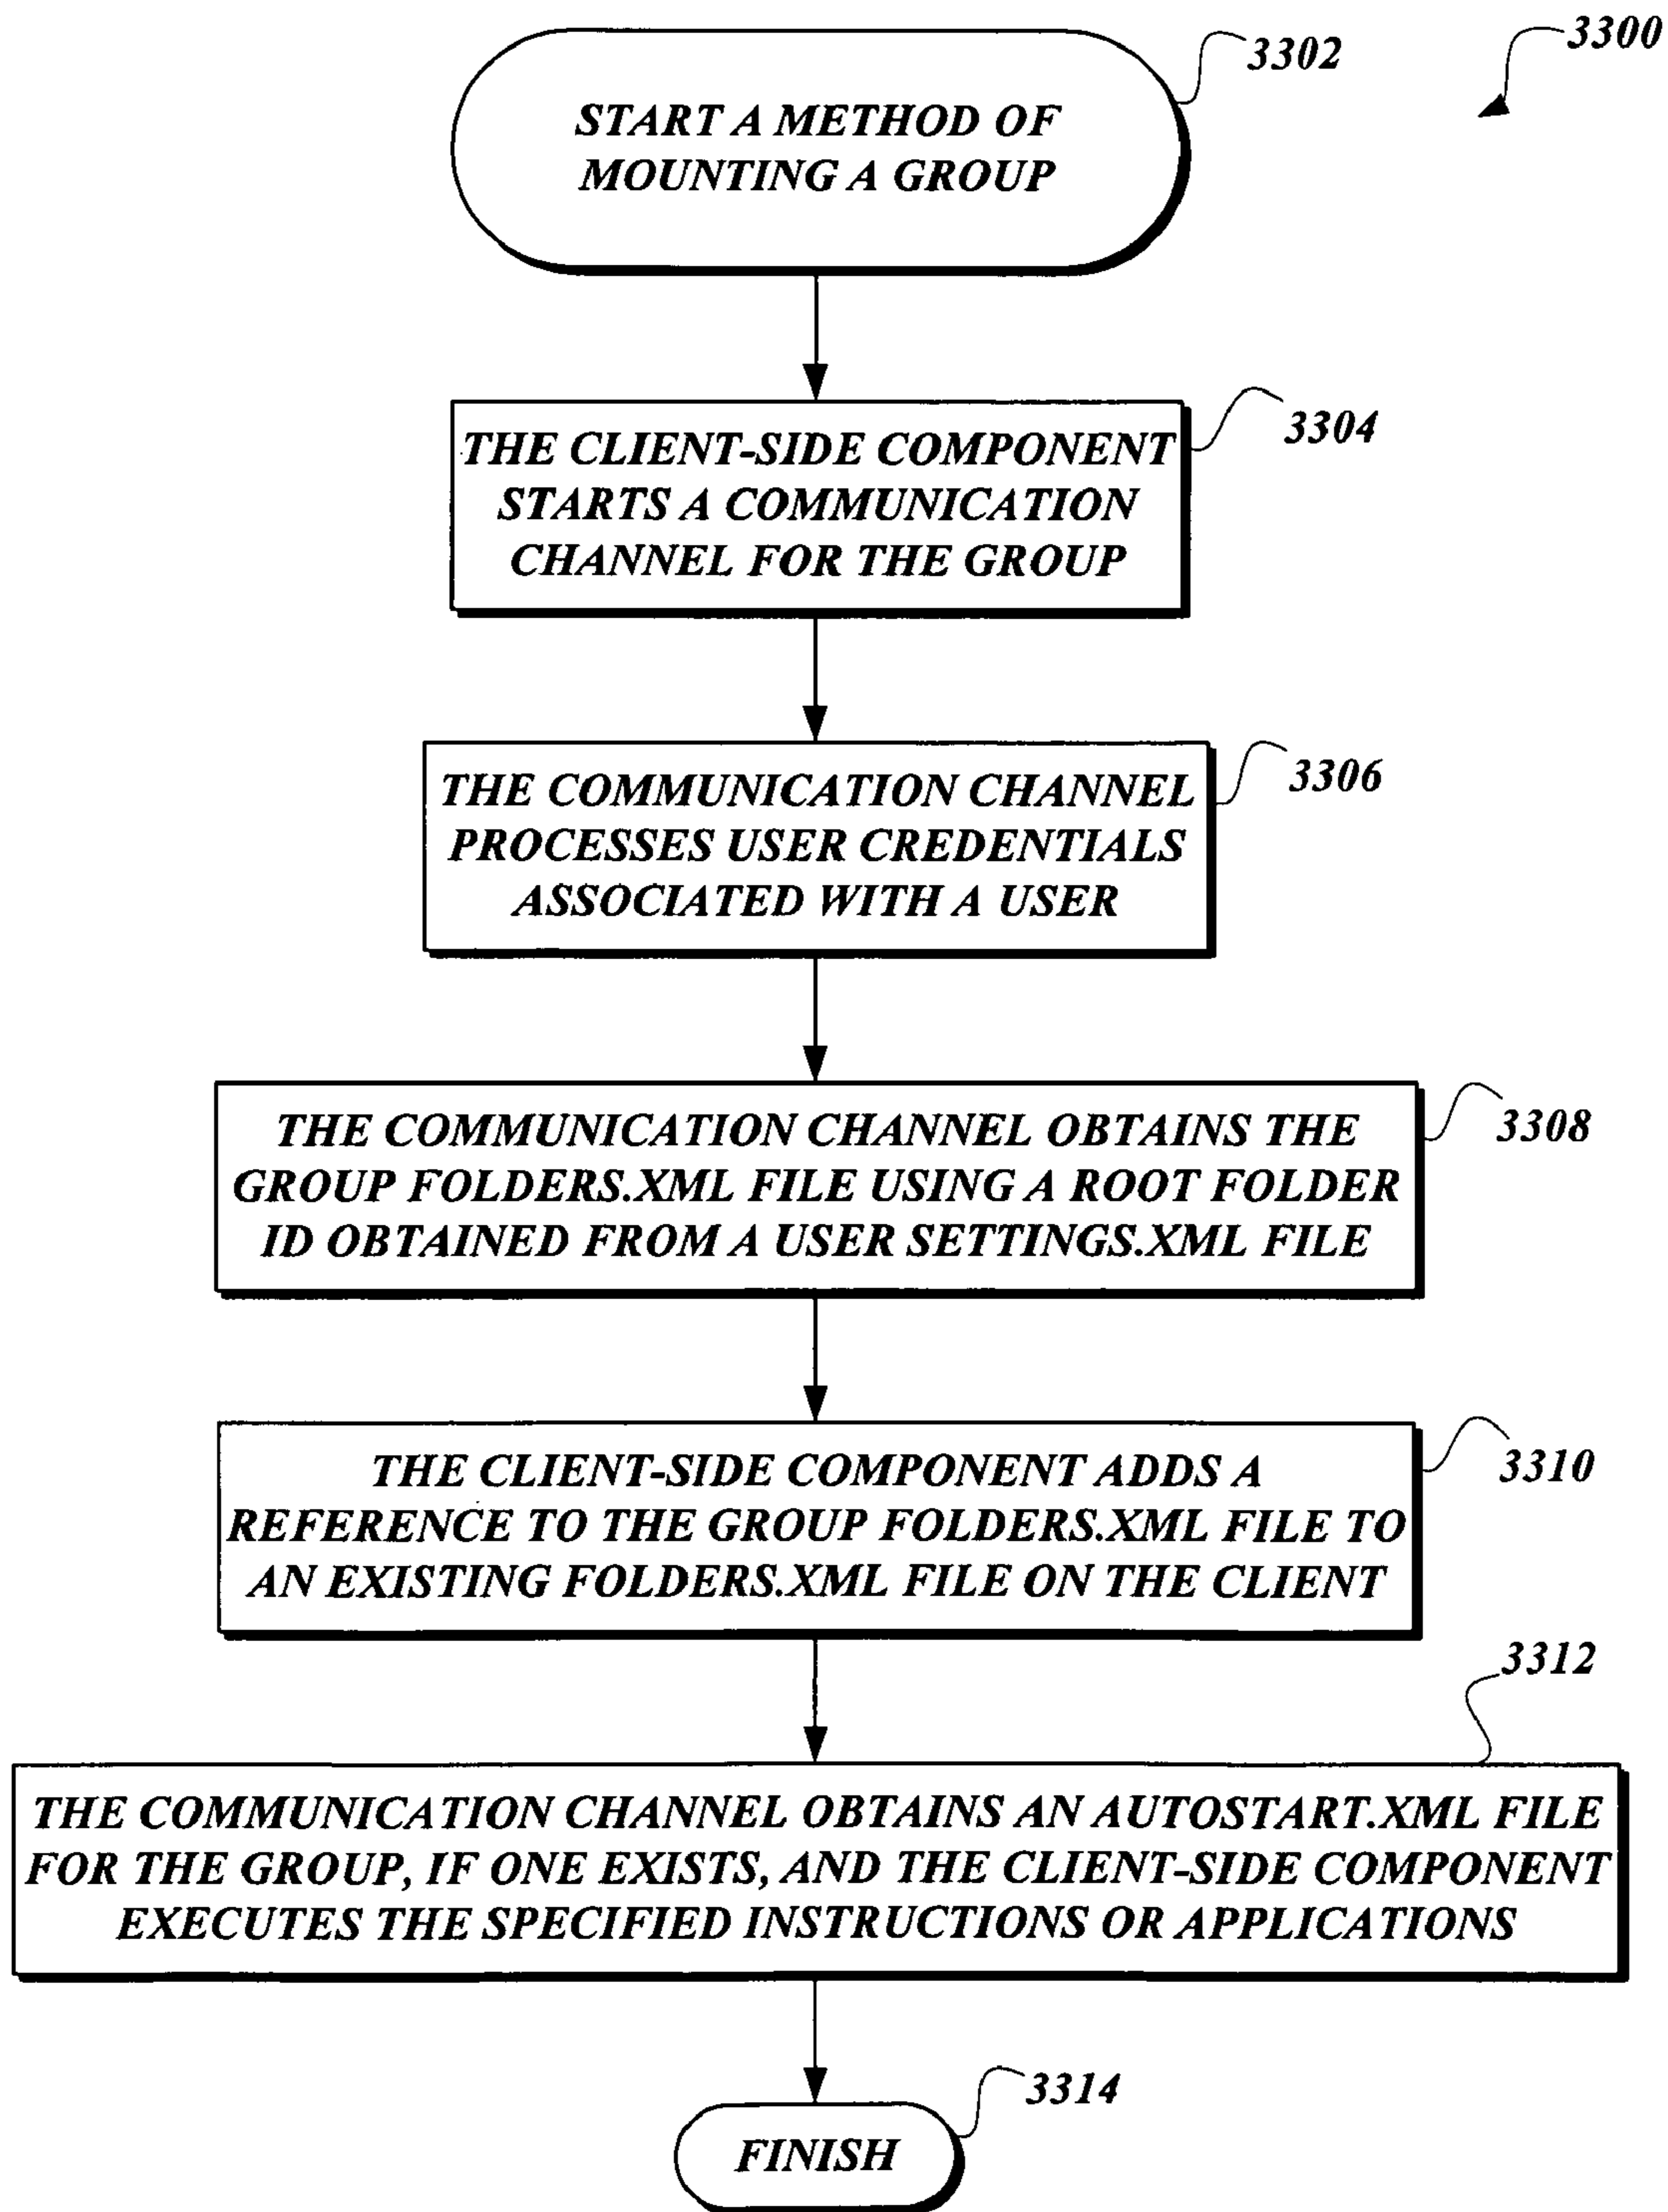 3300
3302
START A METHOD OF
MOUNTING A GROUP
3304
THE CLIENT-SIDE COMPONENT
STARTS A COMMUNICATION
CHANNEL FOR THE GROUP
3306
THE COMMUNICATION CHANNEL
PROCESSES USER CREDENTIALS
ASSOCIATED WITH A USER
3308
THE COMMUNICATION CHANNEL OBTAINS THE
GROUP FOLDERS.XML FILE USING A ROOT FOLDER
ID OBTAINED FROM A USER SETTINGS.XML FILE
3310
THE CLIENT-SIDE COMPONENT ADDS A
REFERENCE TO THE GROUP FOLDERS.XML FILE TO
AN EXISTING FOLDERS.XML FILE ON THE CLIENT
3312
THE COMMUNICATION CHANNEL OBTAINS AN AUTOSTART.XML FILE
FOR THE GROUP, IF ONE EXISTS, AND THE CLIENT-SIDE COMPONENT
EXECUTES THE SPECIFIED INSTRUCTIONS OR APPLICATIONS
3314
FINISH